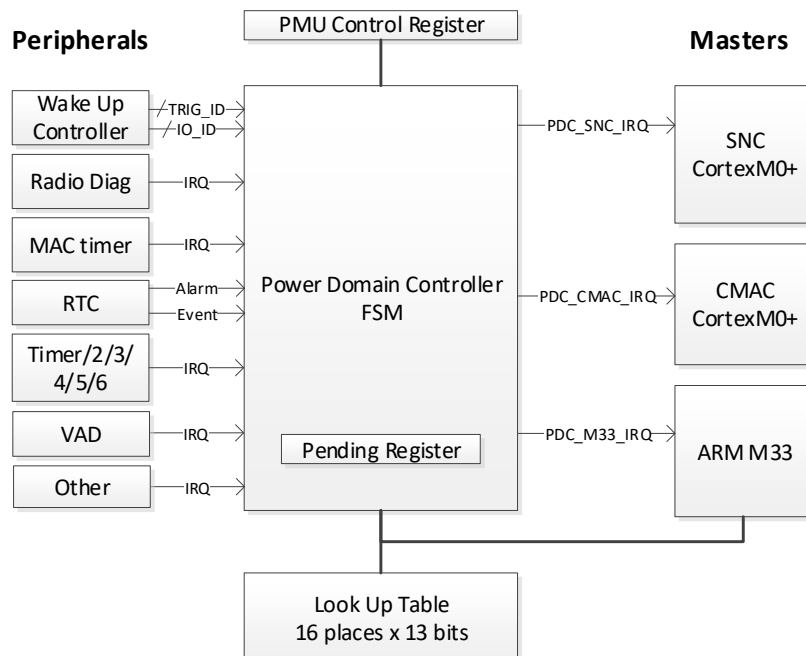 Peripherals
PMU Control Register
Masters
Wake Up
Controller
TRIG_ID
IO_ID
Radio Diag
IRQ
MAC timer
IRQ
RTC
Alarm
Event
Timer/2/3/
4/5/6
IRQ
VAD
IRQ
Other
IRQ
Power Domain Controller
FSM
Pending Register
PDC_SNC_IRQ
SNC
CortexM0+
PDC_CMAC_IRQ
CMAC
CortexM0+
PDC_M33_IRQ
ARM M33
Look Up Table
16 places x 13 bits